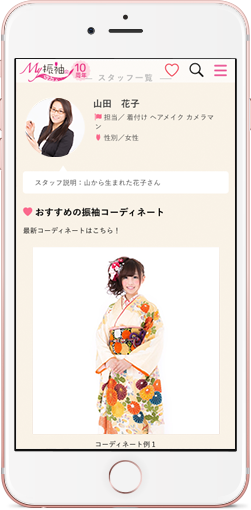 My振袖
10
周年
スタッフ一覧
山田 花子
担当／ 着付け ヘアメイク カメラマ
ン
性別／女性
スタッフ説明：山から生まれた花子さん
おすすめの振袖コーディネート
最新コーディネートはこちら！
コーディネート例１